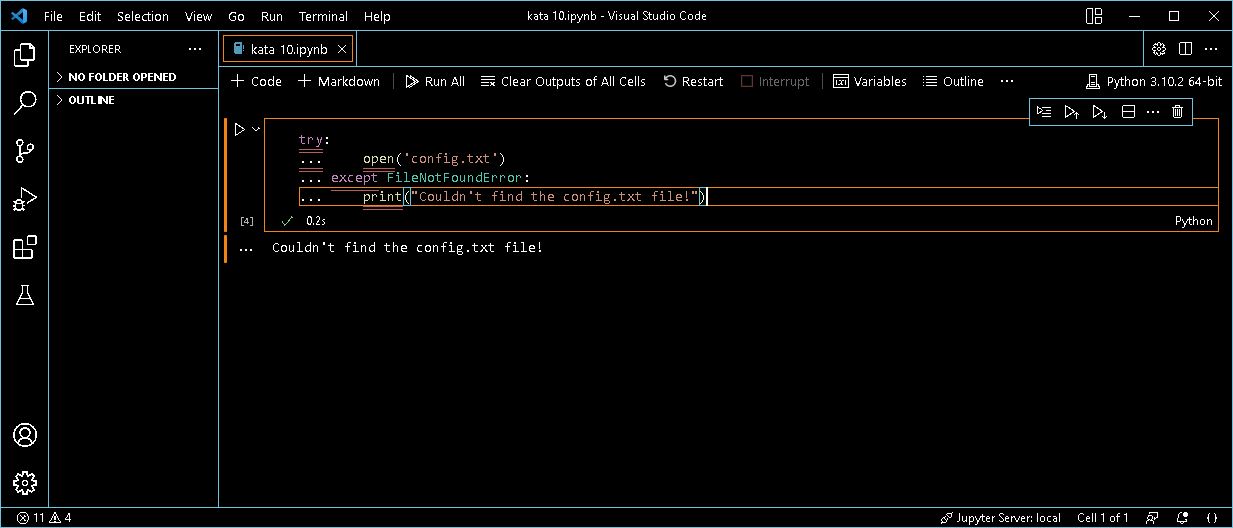 File Edit Selection View Go Run Terminal Help kata 10.ipynb - Visual Studio Code
EXPLORER ...
NO FOLDER OPENED
OUTLINE
kata 10.ipynb
Code Markdown Run All Clear Outputs of All Cells Restart Interrupt Variables Outline ... Python 3.10.2 64-bit
try:
... open('config.txt')
... except FileNotFoundError:
... print("Couldn't find the config.txt file!")
[4] 0.2s Python
... Couldn't find the config.txt file!
11 4 Jupyter Server: local Cell 1 of 1